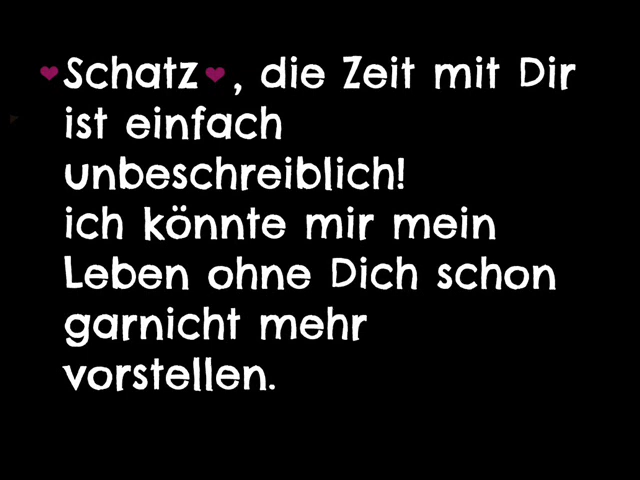 ❤Schatz❤, die Zeit mit Dir
ist einfach
unbeschreiblich!
ich könnte mir mein
Leben ohne Dich schon
garnicht mehr
vorstellen.